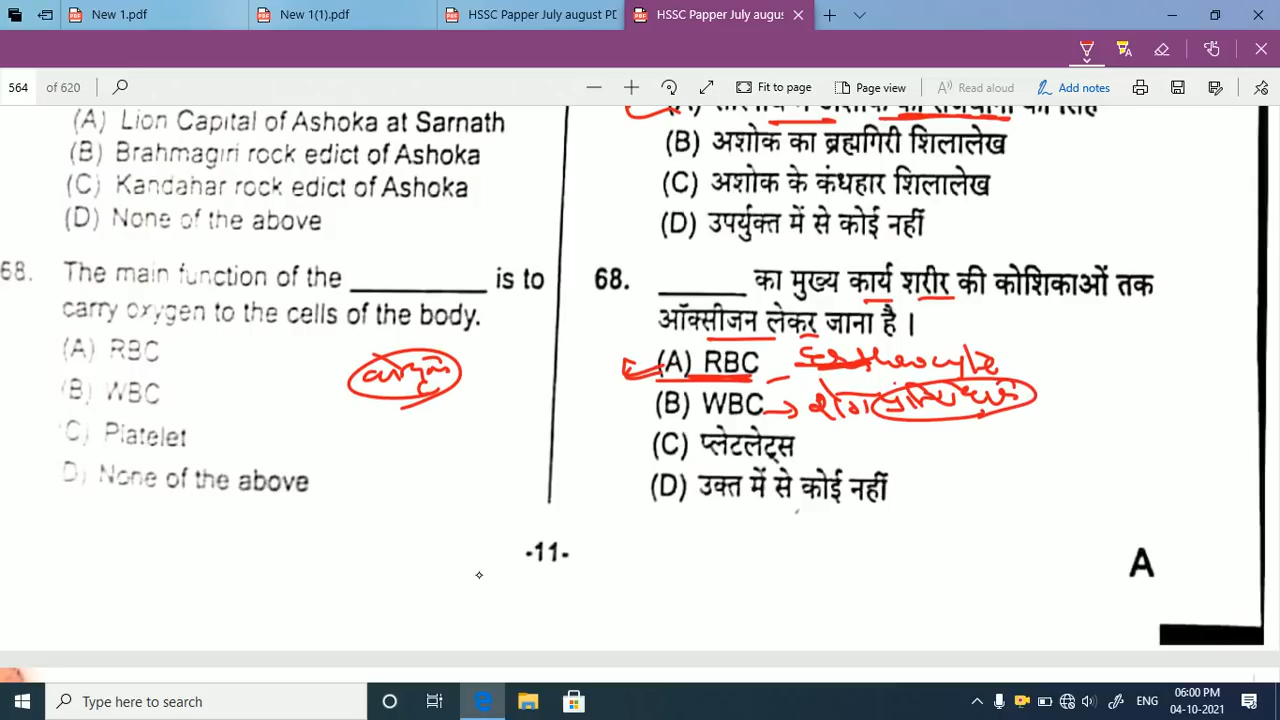 New 1.pdf
New 1(1).pdf
HSSC Papper July august PD
HSSC Papper July augus
564 of 620
Fit to page
Page view
Read aloud
Add notes
(A) Lion Capital of Ashoka at Sarnath
(B) Brahmagiri rock edict of Ashoka
(C) Kandahar rock edict of Ashoka
(D) None of the above
68. The main function of the ________ is to
carry oxygen to the cells of the body.
(A) RBC
(B) WBC
(C) Platelet
D) None of the above
(B) अशोक का ब्रह्मगिरी शिलालेख
(C) अशोक के कंधहार शिलालेख
(D) उपर्युक्त में से कोई नहीं
68. ______ का मुख्य कार्य शरीर की कोशिकाओं तक
ऑक्सीजन लेकर जाना है ।
(A) RBC
(B) WBC
(C) प्लेटलेट्स
(D) उक्त में से कोई नहीं
-11-
A
Type here to search
ENG
06:00 PM
04-10-2021